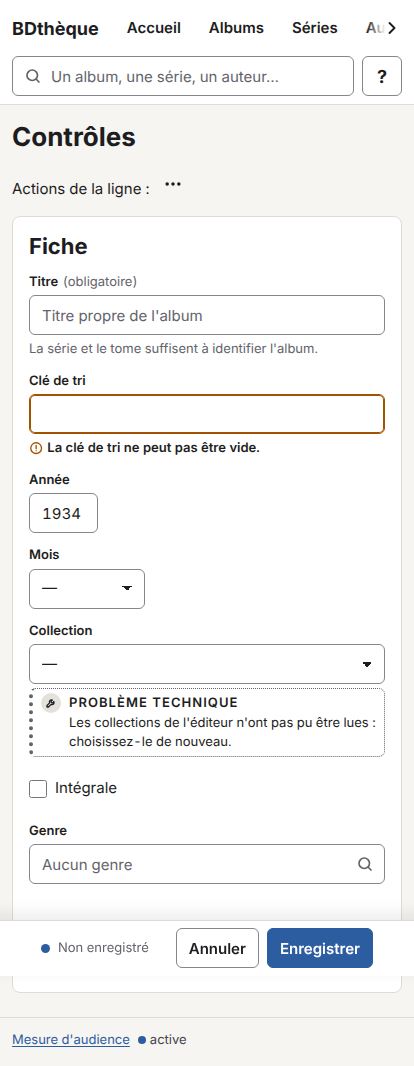 BDthèque Accueil Albums Séries Au
Un album, une série, un auteur... ?
Contrôles
Actions de la ligne : •••
Fiche
Titre (obligatoire)
Titre propre de l'album
La série et le tome suffisent à identifier l'album.
Clé de tri
La clé de tri ne peut pas être vide.
Année
1934
Mois
—
Collection
—
PROBLÈME TECHNIQUE
Les collections de l'éditeur n'ont pas pu être lues :
choisissez-le de nouveau.
Intégrale
Genre
Aucun genre
Non enregistré Annuler Enregistrer
Mesure d'audience active